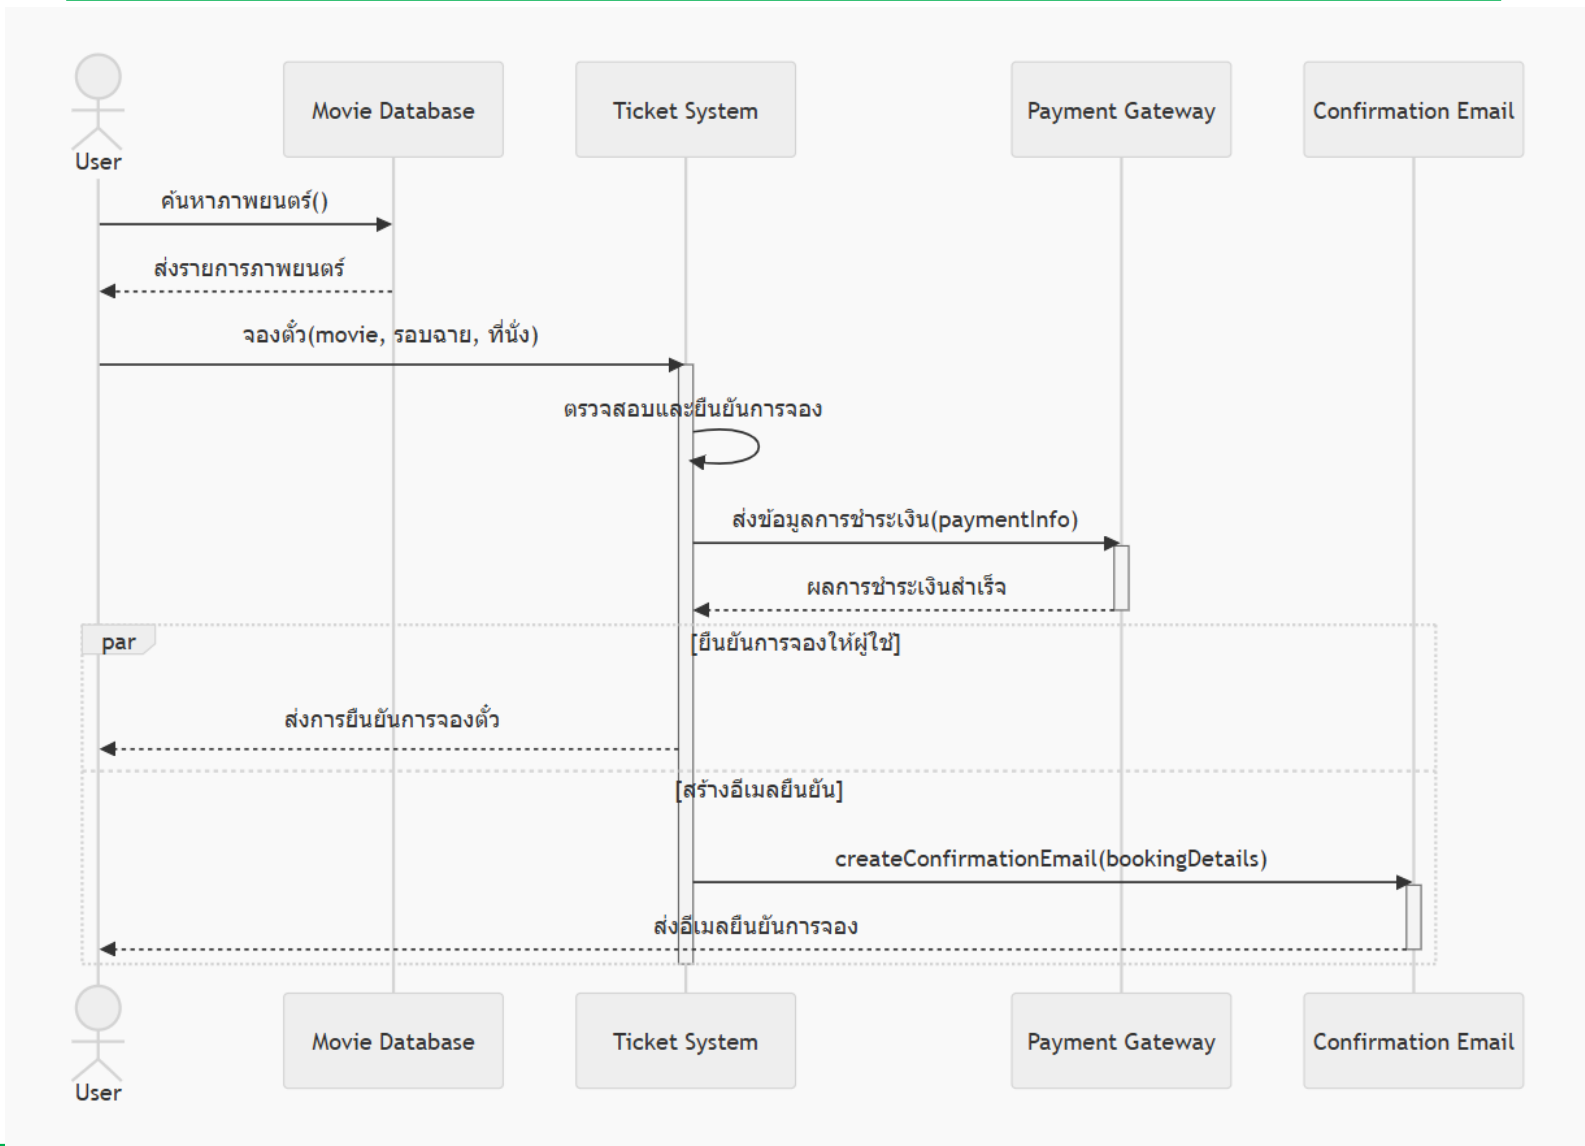 Movie Database
Ticket System
Payment Gateway
Confirmation Email
User
ค้นหาภาพยนตร์()
ส่งรายการภาพยนตร์
จองตั๋ว(movie, รอบฉาย, ที่นั่ง)
ตรวจสอบและยืนยันการจอง
ส่งข้อมูลการชำระเงิน(paymentInfo)
ผลการชำระเงินสำเร็จ
par
[ยืนยันการจองให้ผู้ใช้]
ส่งการยืนยันการจองตั๋ว
[สร้างอีเมลยืนยัน]
createConfirmationEmail(bookingDetails)
ส่งอีเมลยืนยันการจอง
Movie Database
Ticket System
Payment Gateway
Confirmation Email
User